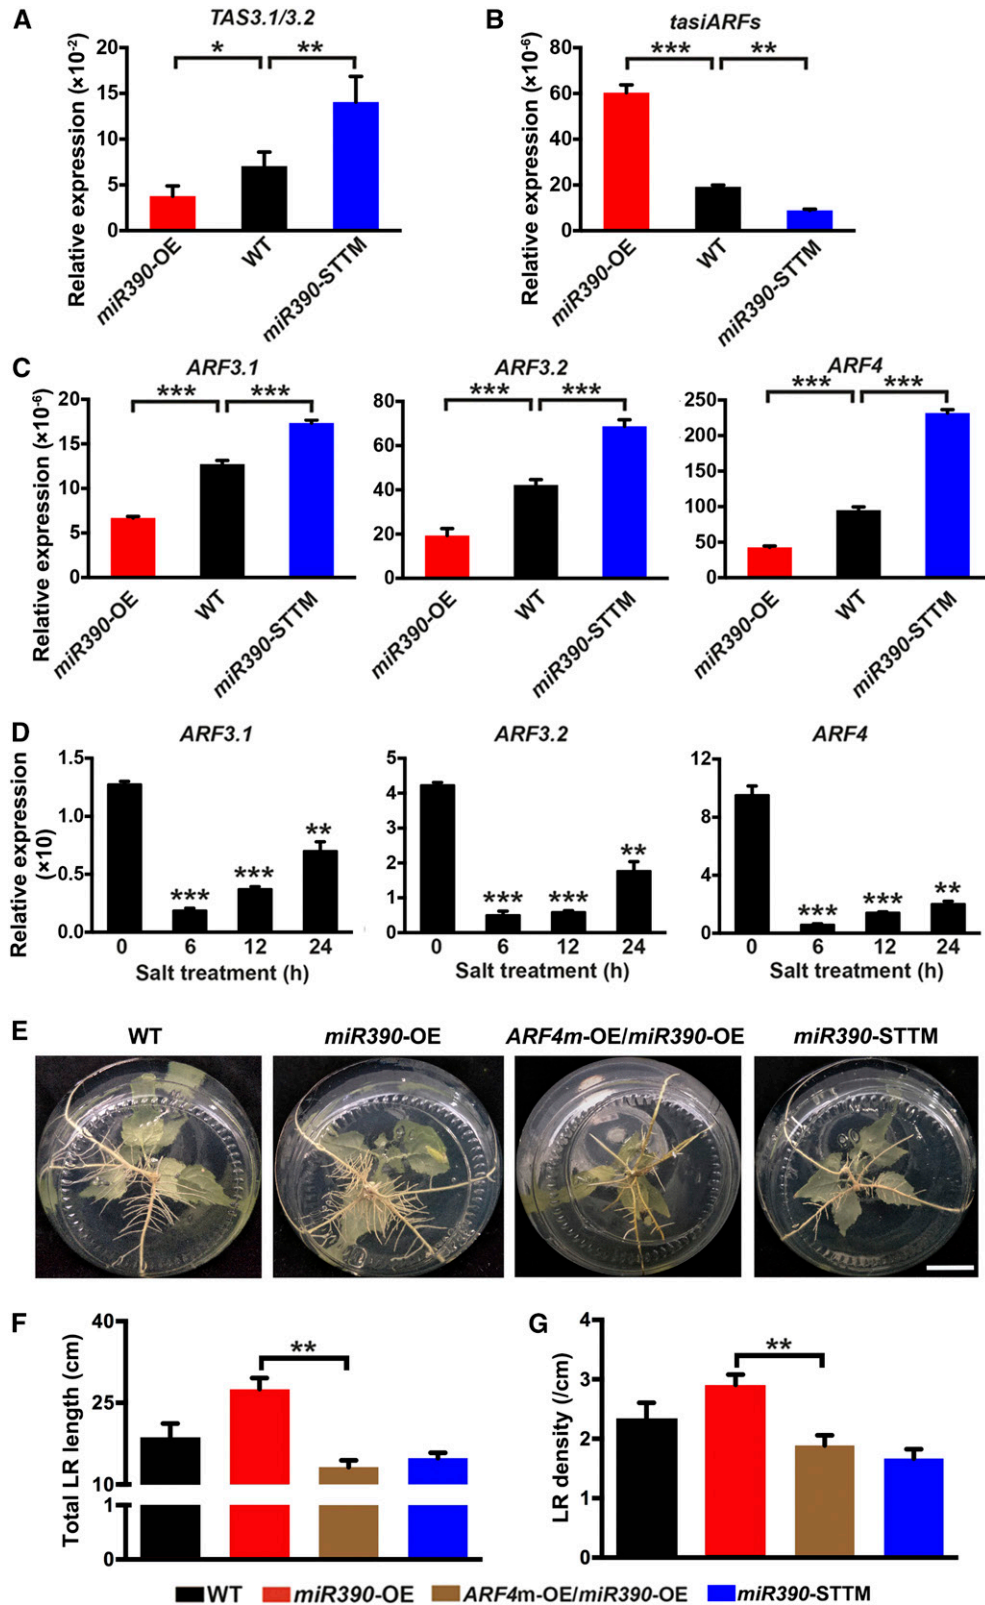 A
TAS3.1/3.2
Relative expression (×10⁻²)
20
15
10
5
0
*
**
miR390-OE
WT
miR390-STTM
B
tasiARFs
Relative expression (×10⁻⁶)
80
60
40
20
0
***
**
miR390-OE
WT
miR390-STTM
C
ARF3.1
Relative expression (×10⁻⁶)
20
15
10
5
0
***
***
miR390-OE
WT
miR390-STTM
ARF3.2
80
60
40
20
0
***
***
miR390-OE
WT
miR390-STTM
ARF4
250
200
150
100
50
0
***
***
miR390-OE
WT
miR390-STTM
D
ARF3.1
Relative expression
(×10)
1.5
1.0
0.5
0.0
***
***
**
0 6 12 24
Salt treatment (h)
ARF3.2
5
4
3
2
1
0
***
***
**
0 6 12 24
Salt treatment (h)
ARF4
12
8
4
0
***
***
**
0 6 12 24
Salt treatment (h)
E
WT
miR390-OE
ARF4m-OE/miR390-OE
miR390-STTM
F
Total LR length (cm)
40
25
10
1
0
**
G
LR density (/cm)
4
3
2
1
0
**
WT miR390-OE ARF4m-OE/miR390-OE miR390-STTM